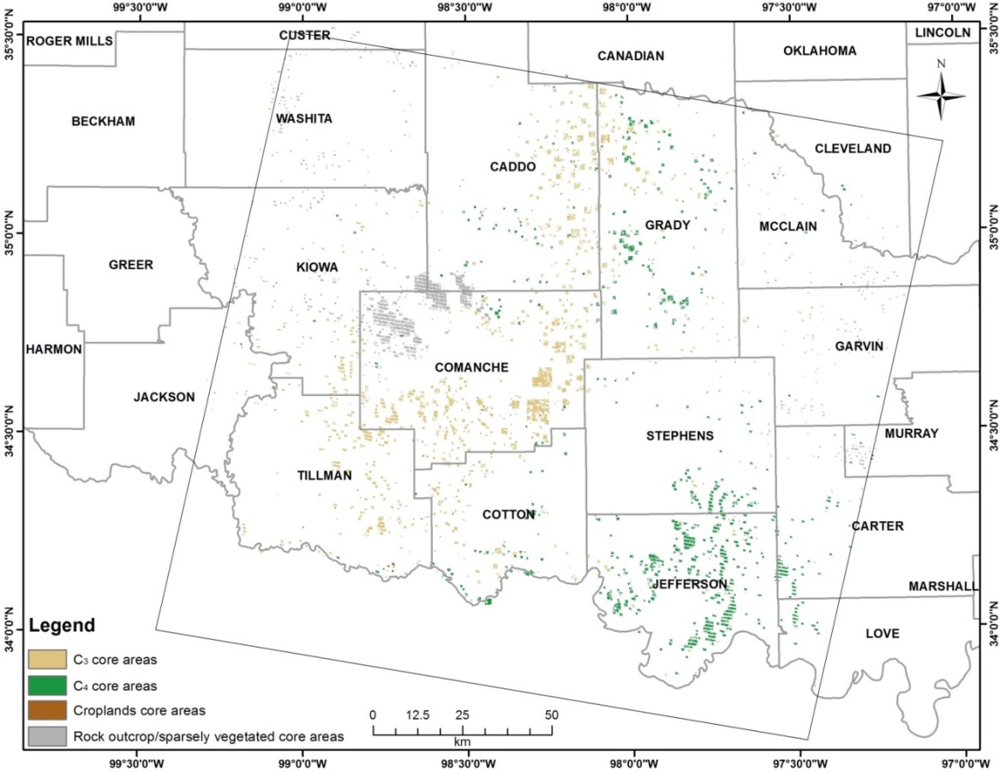 99°30'0"W 99°0'0"W 98°30'0"W 98°0'0"W 97°30'0"W 97°0'0"W
35°30'0"N 35°30'0"N
ROGER MILLS CUSTER CANADIAN OKLAHOMA LINCOLN
N
BECKHAM WASHITA CADDO CLEVELAND
GRADY MCCLAIN
35°0'0"N 35°0'0"N
GREER KIOWA
HARMON COMANCHE GARVIN
JACKSON
34°30'0"N 34°30'0"N
STEPHENS MURRAY
TILLMAN
COTTON CARTER
JEFFERSON MARSHALL
34°0'0"N 34°0'0"N
LOVE
Legend
C₃ core areas
C₄ core areas
Croplands core areas
Rock outcrop/sparsely vegetated core areas
0 12.5 25 50
km
99°30'0"W 99°0'0"W 98°30'0"W 98°0'0"W 97°30'0"W 97°0'0"W